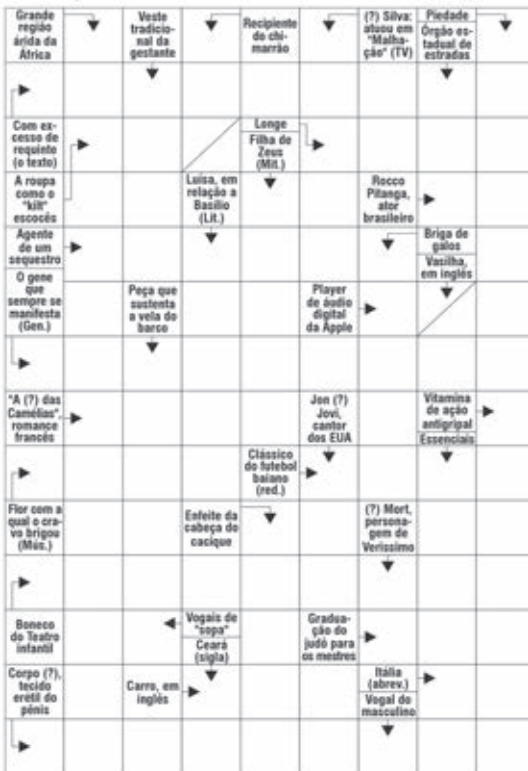 Grande
região
árida da
África
Veste
tradicio-
nal da
gestante
Recipiente
do chi-
marrão
(?) Silva:
atuou em
"Malha-
ção" (TV)
Piedade
Órgão es-
tadual de
estradas
Com ex-
cesso de
requinte
(o texto)
Longe
Filha de
Zeus
(Mit.)
A roupa
como o
"kilt"
escocês
Luísa, em
relação a
Basílio
(Lit.)
Rocco
Pitanga,
ator
brasileiro
Agente
de um
sequestro
Briga de
galos
Vasilha,
em inglês
O gene
que
sempre se
manifesta
(Gen.)
Peça que
sustenta
a vela do
barco
Player
de áudio
digital
da Apple
"A (?) das
Camélias",
romance
francês
Jon (?)
Jovi,
cantor
dos EUA
Vitamina
de ação
antigripal
Essenciais
Clássico
do futebol
baiano
(red.)
Flor com a
qual o cra-
vo brigou
(Mús.)
Enfeite da
cabeça do
cacique
(?) Mort,
persona-
gem de
Verissimo
Boneco
do Teatro
infantil
Vogais de
"sopa"
Ceará
(sigla)
Gradua-
ção do
judô para
os mestres
Corpo (?),
tecido
erétil do
pênis
Carro, em
inglês
Itália
(abrev.)
Vogal do
masculino